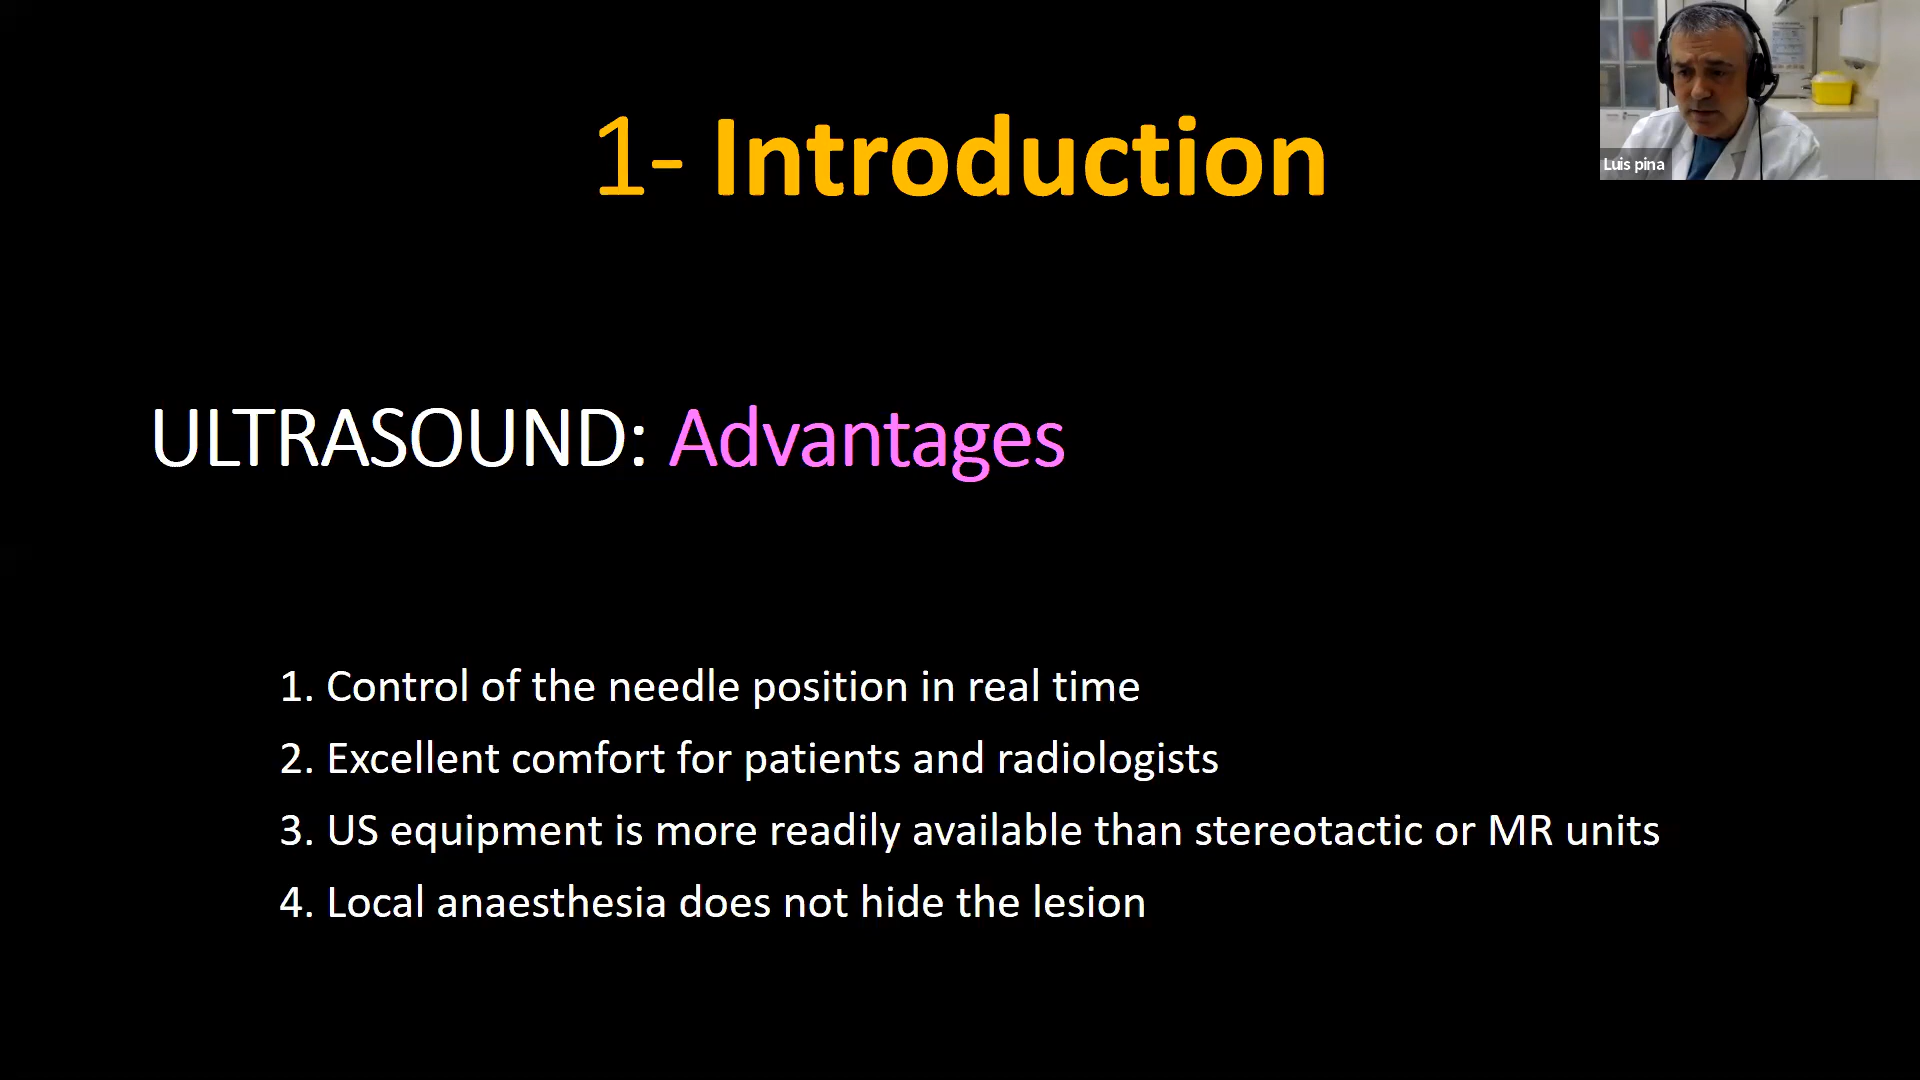 1- Introduction
Luis pina
ULTRASOUND: Advantages
1. Control of the needle position in real time
2. Excellent comfort for patients and radiologists
3. US equipment is more readily available than stereotactic or MR units
4. Local anaesthesia does not hide the lesion